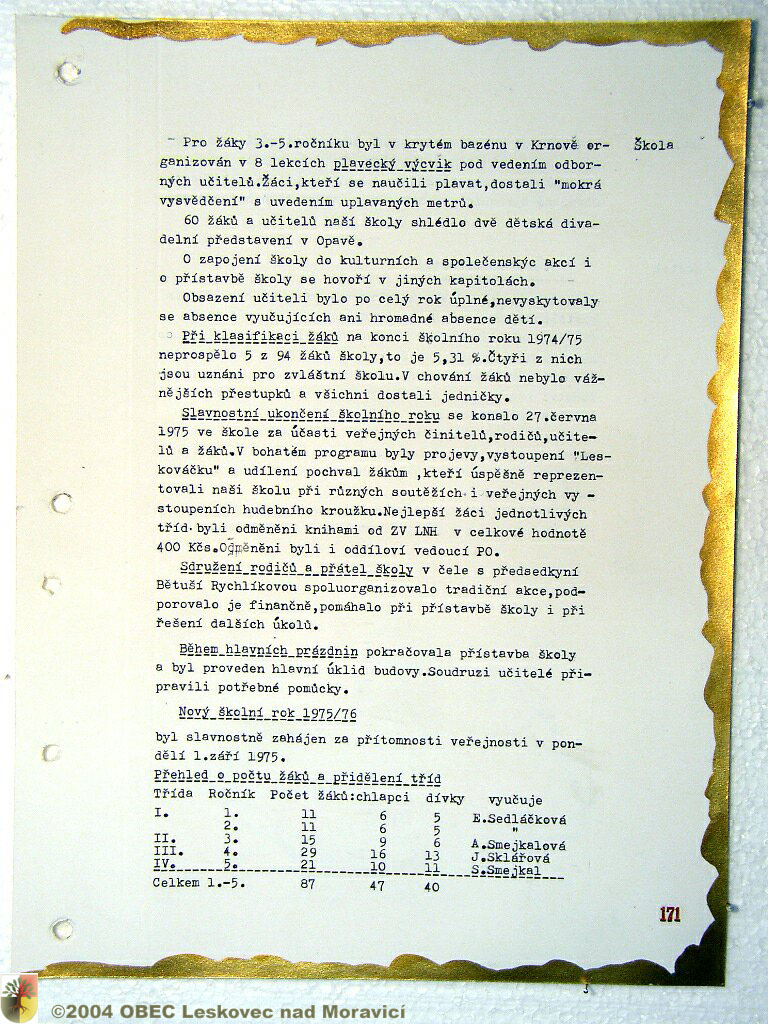 Pro žáky 3.-5.ročníku byl v krytém bazénu v Krnově or-   Škola
ganizován v 8 lekcích plavecký výcvik pod vedením odbor-
ných učitelů.Žáci,kteří se naučili plavat,dostali "mokrá
vysvědčení" s uvedením uplavaných metrů.
60 žáků a učitelů naší školy shlédlo dvě dětská diva-
delní představení v Opavě.
O zapojení školy do kulturních a společenskýc akcí i
o přístavbě školy se hovoří v jiných kapitolách.
Obsazení učiteli bylo po celý rok úplné,nevyskytovaly
se absence vyučujících ani hromadné absence dětí.
Při klasifikaci žáků na konci školního roku 1974/75
neprospělo 5 z 94 žáků školy,to je 5,31 %.Čtyři z nich
jsou uznáni pro zvláštní školu.V chování žáků nebylo váž-
nějších přestupků a všichni dostali jedničky.
Slavnostní ukončení školního roku se konalo 27.června
1975 ve škole za účasti veřejných činitelů,rodičů,učite-
lů a žáků.V bohatém programu byly projevy,vystoupení "Les-
kováčku" a udílení pochval žákům ,kteří úspěšně reprezen-
tovali naši školu při různých soutěžích i veřejných vy -
stoupeních hudebního kroužku.Nejlepší žáci jednotlivých
tříd byli odměněni knihami od ZV LNH  v celkové hodnotě
400 Kčs.Odměněni byli i oddíloví vedoucí PO.
Sdružení rodičů a přátel školy v čele s předsedkyní
Bětuší Rychlíkovou spoluorganizovalo tradiční akce,pod-
porovalo je finančně,pomáhalo při přístavbě školy i při
řešení dalších úkolů.
Během hlavních prázdnin pokračovala přístavba školy
a byl proveden hlavní úklid budovy.Soudruzi učitelé při-
pravili potřebné pomůcky.
Nový školní rok 1975/76
byl slavnostně zahájen za přítomnosti veřejnosti v pon-
dělí 1.září 1975.
Přehled o počtu žáků a přidělení tříd
Třída Ročník Počet žáků:chlapci dívky vyučuje
I. 1. 11 6 5 E.Sedláčková
2. 11 6 5 "
II. 3. 15 9 6 A.Smejkalová
III. 4. 29 16 13 J.Sklářová
IV. 5. 21 10 11 S.Smejkal
Celkem 1.-5. 87 47 40
171
©2004 OBEC Leskovec nad Moravicí